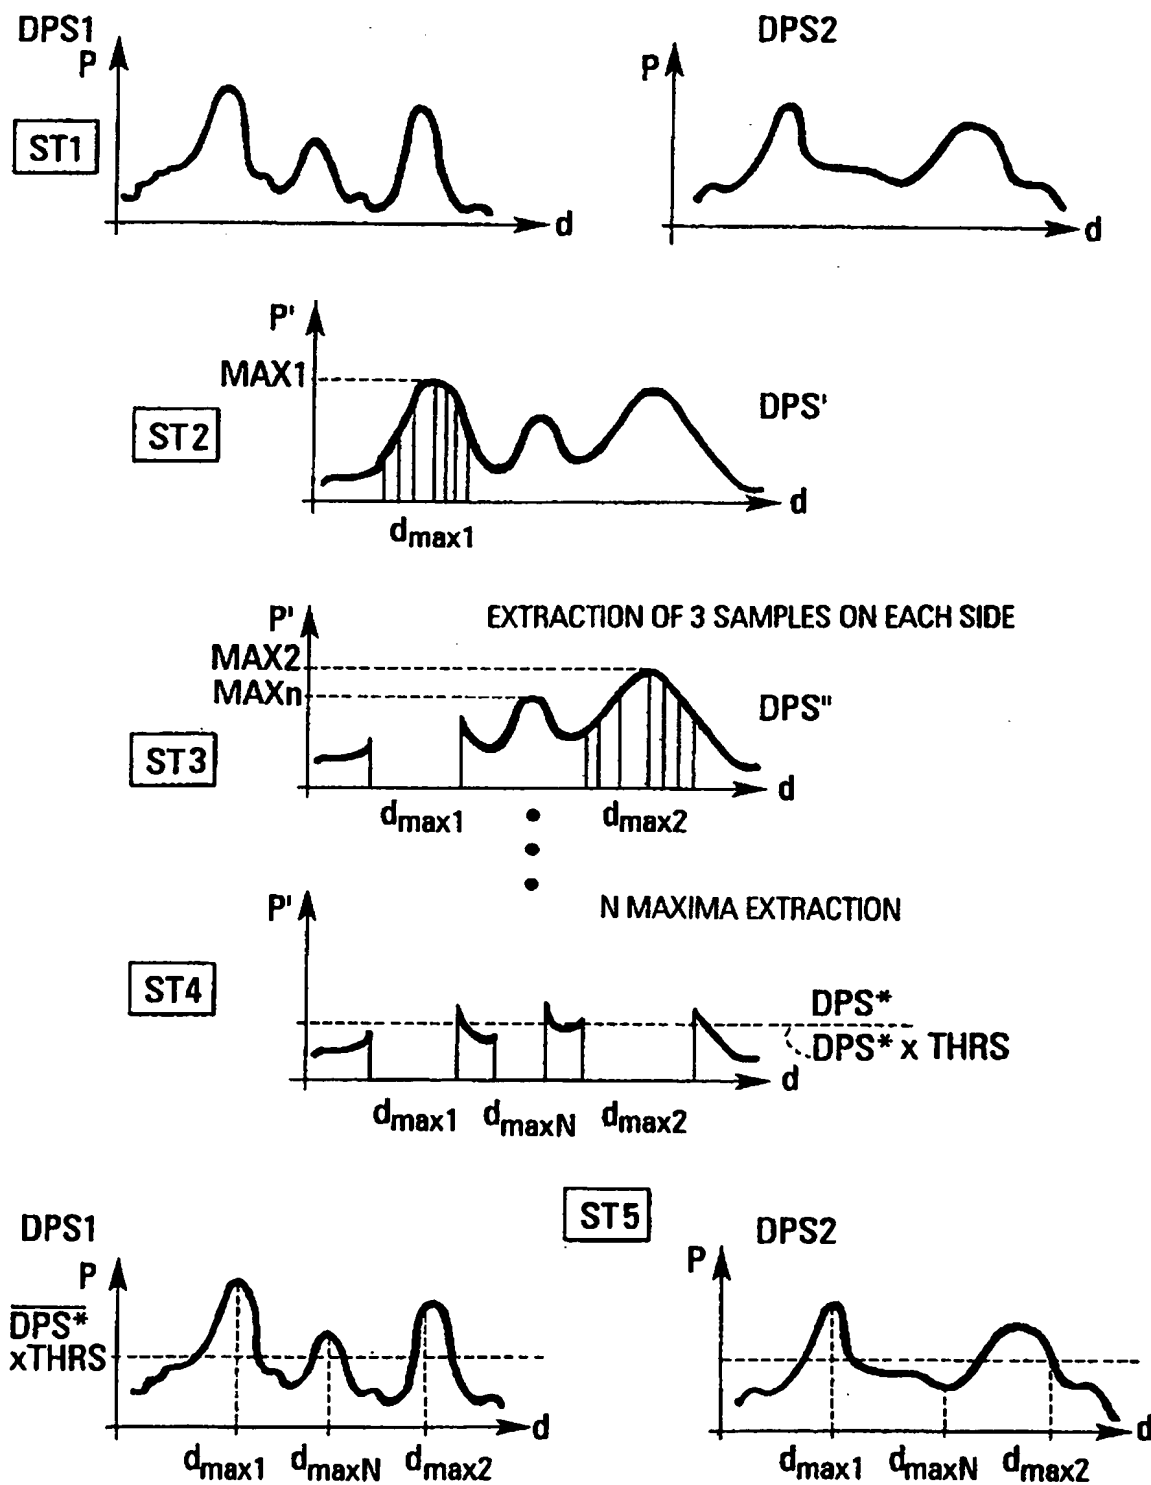 DPS1
P
ST1
d
DPS2
P
d
P'
MAX1
ST2
DPS'
d
dmax1
P'
EXTRACTION OF 3 SAMPLES ON EACH SIDE
MAX2
MAXn
DPS"
ST3
d
dmax1
dmax2
P'
N MAXIMA EXTRACTION
ST4
DPS*
DPS* x THRS
d
dmax1
dmaxN
dmax2
ST5
DPS1
P
DPS*
xTHRS
d
dmax1
dmaxN
dmax2
DPS2
P
d
dmax1
dmaxN
dmax2